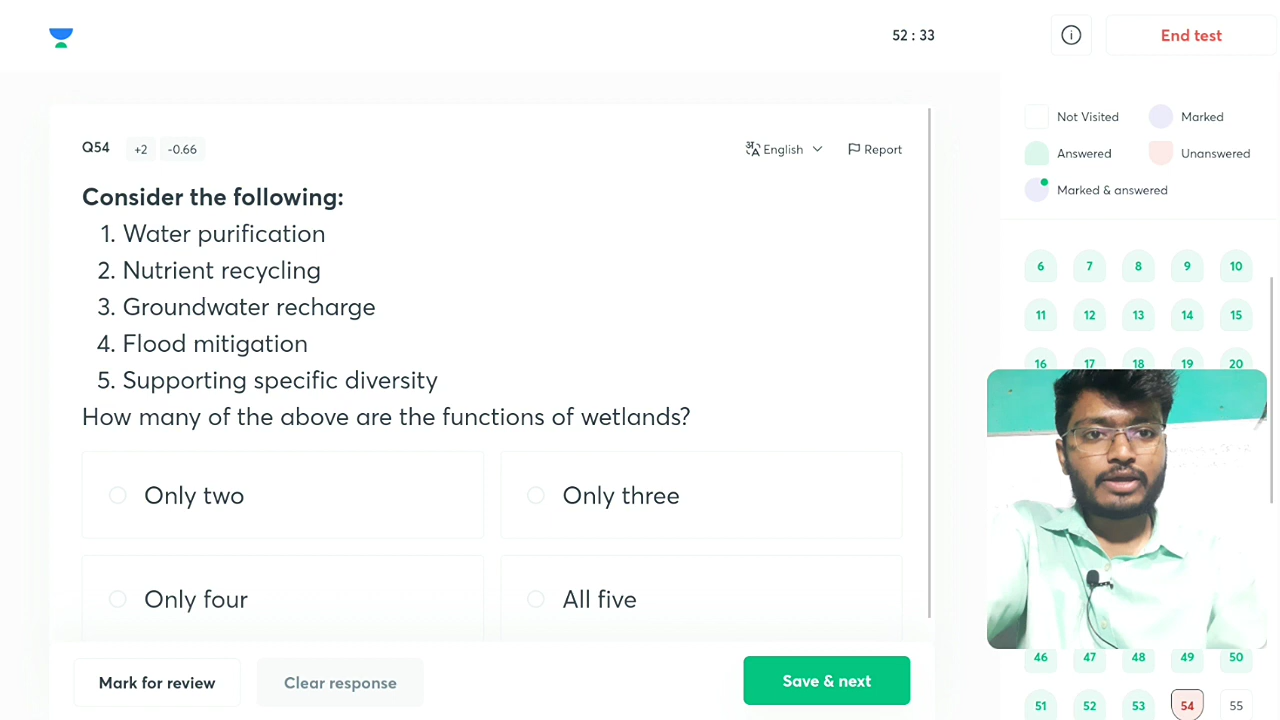 52 : 33
End test
Not Visited
Marked
Answered
Unanswered
Marked & answered
Q54
+2
-0.66
English
Report
Consider the following:
1. Water purification
2. Nutrient recycling
3. Groundwater recharge
4. Flood mitigation
5. Supporting specific diversity
How many of the above are the functions of wetlands?
Only two
Only three
Only four
All five
Mark for review
Clear response
Save & next
6 7 8 9 10
11 12 13 14 15
16 17 18 19 20
46 47 48 49 50
51 52 53 54 55